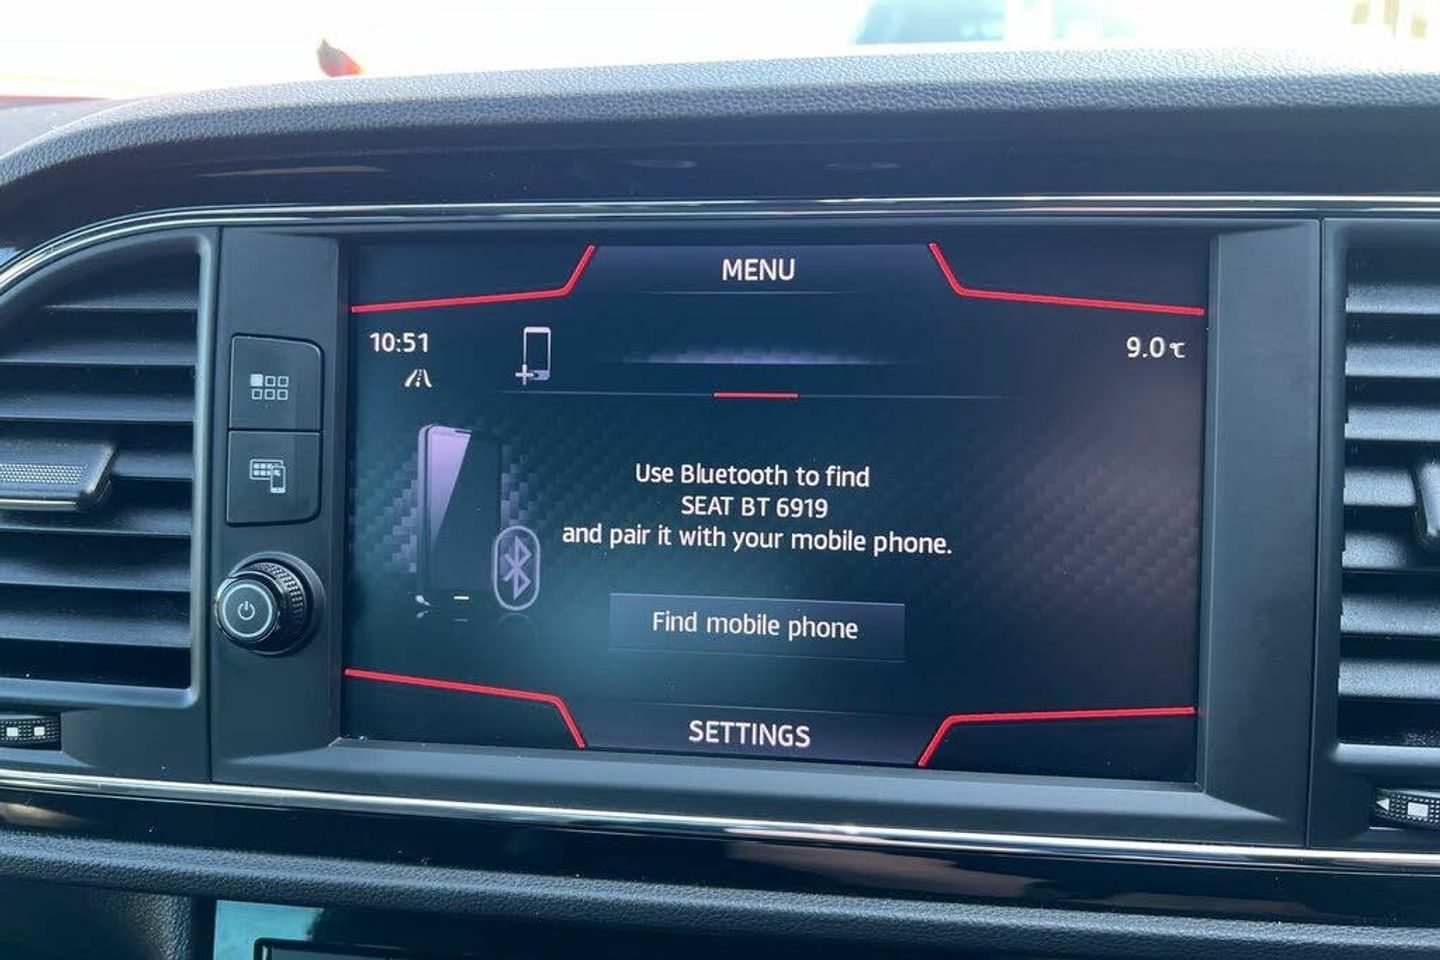 MENU
10:51
9.0°C
Use Bluetooth to find
SEAT BT 6919
and pair it with your mobile phone.
Find mobile phone
SETTINGS